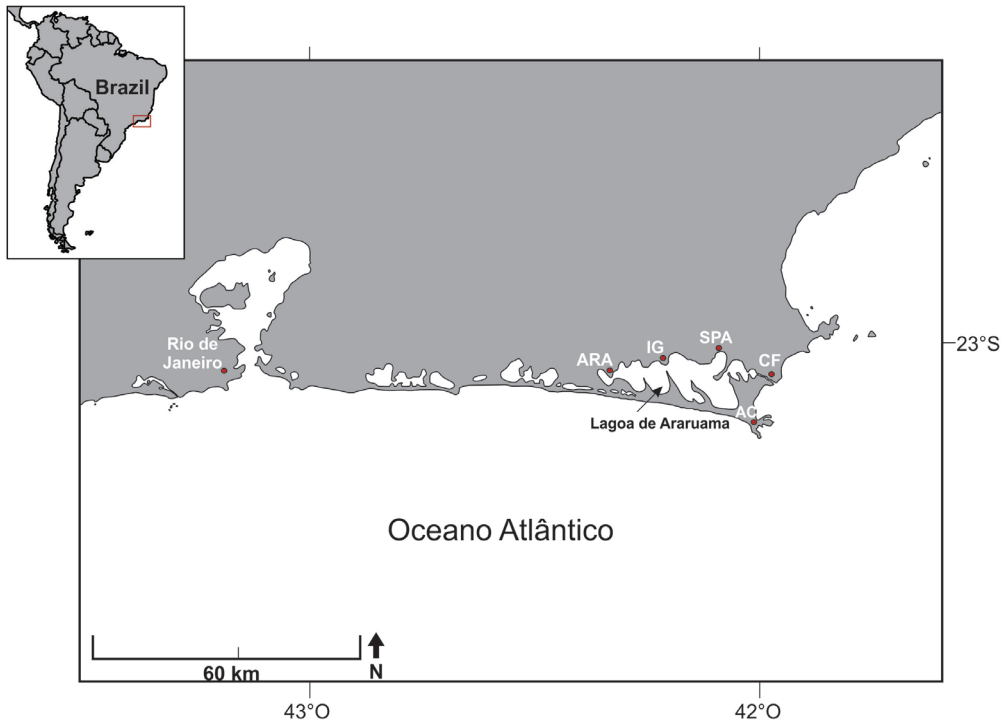 Brazil
Rio de
Janeiro
ARA
IG
SPA
CF
AC
Lagoa de Araruama
23°S
Oceano Atlântico
60 km
N
43°O
42°O